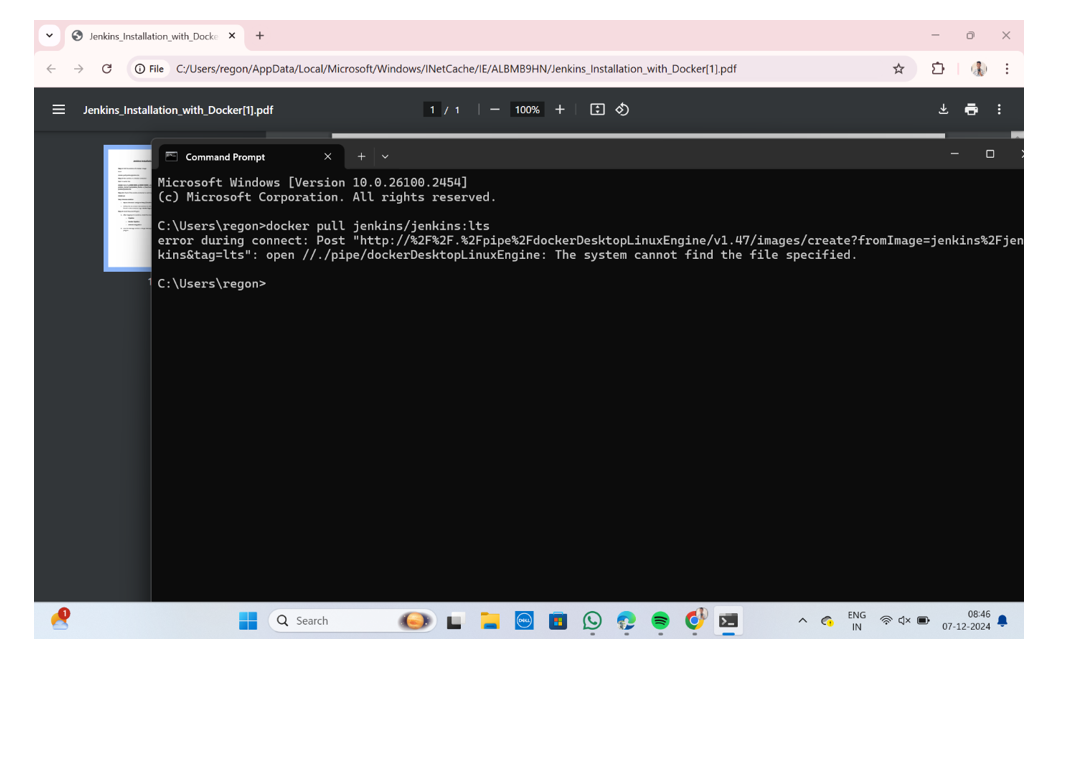 Jenkins_Installation_with_Docke
File
C:/Users/regon/AppData/Local/Microsoft/Windows/INetCache/IE/ALBMB9HN/Jenkins_Installation_with_Docker[1].pdf
Jenkins_Installation_with_Docker[1].pdf
1 / 1
100%
Command Prompt
Microsoft Windows [Version 10.0.26100.2454]
(c) Microsoft Corporation. All rights reserved.
C:\Users\regon>docker pull jenkins/jenkins:lts
error during connect: Post "http://%2F%2F.%2Fpipe%2FdockerDesktopLinuxEngine/v1.47/images/create?fromImage=jenkins%2Fjen
kins&tag=lts": open //./pipe/dockerDesktopLinuxEngine: The system cannot find the file specified.
C:\Users\regon>
1
Search
DELL
ENG
IN
08:46
07-12-2024